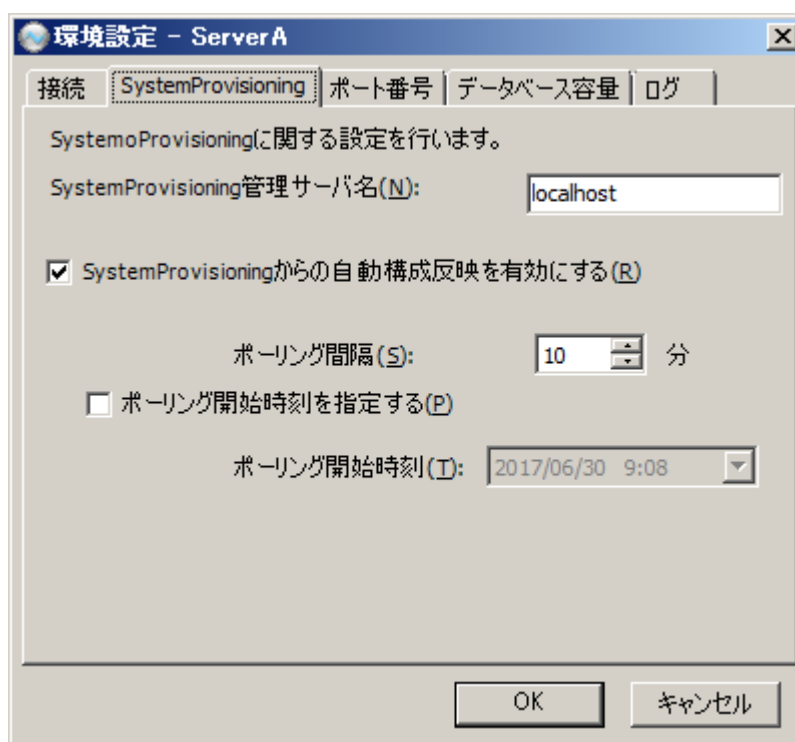 環境設定 - ServerA
接続 SystemProvisioning ポート番号 データベース容量 ログ
SystemoProvisioningに関する設定を行います。
SystemProvisioning管理サーバ名(N): localhost
SystemProvisioningからの自動構成反映を有効にする(R)
ポーリング間隔(S): 10 分
ポーリング開始時刻を指定する(P)
ポーリング開始時刻(T): 2017/06/30 9:08
OK キャンセル